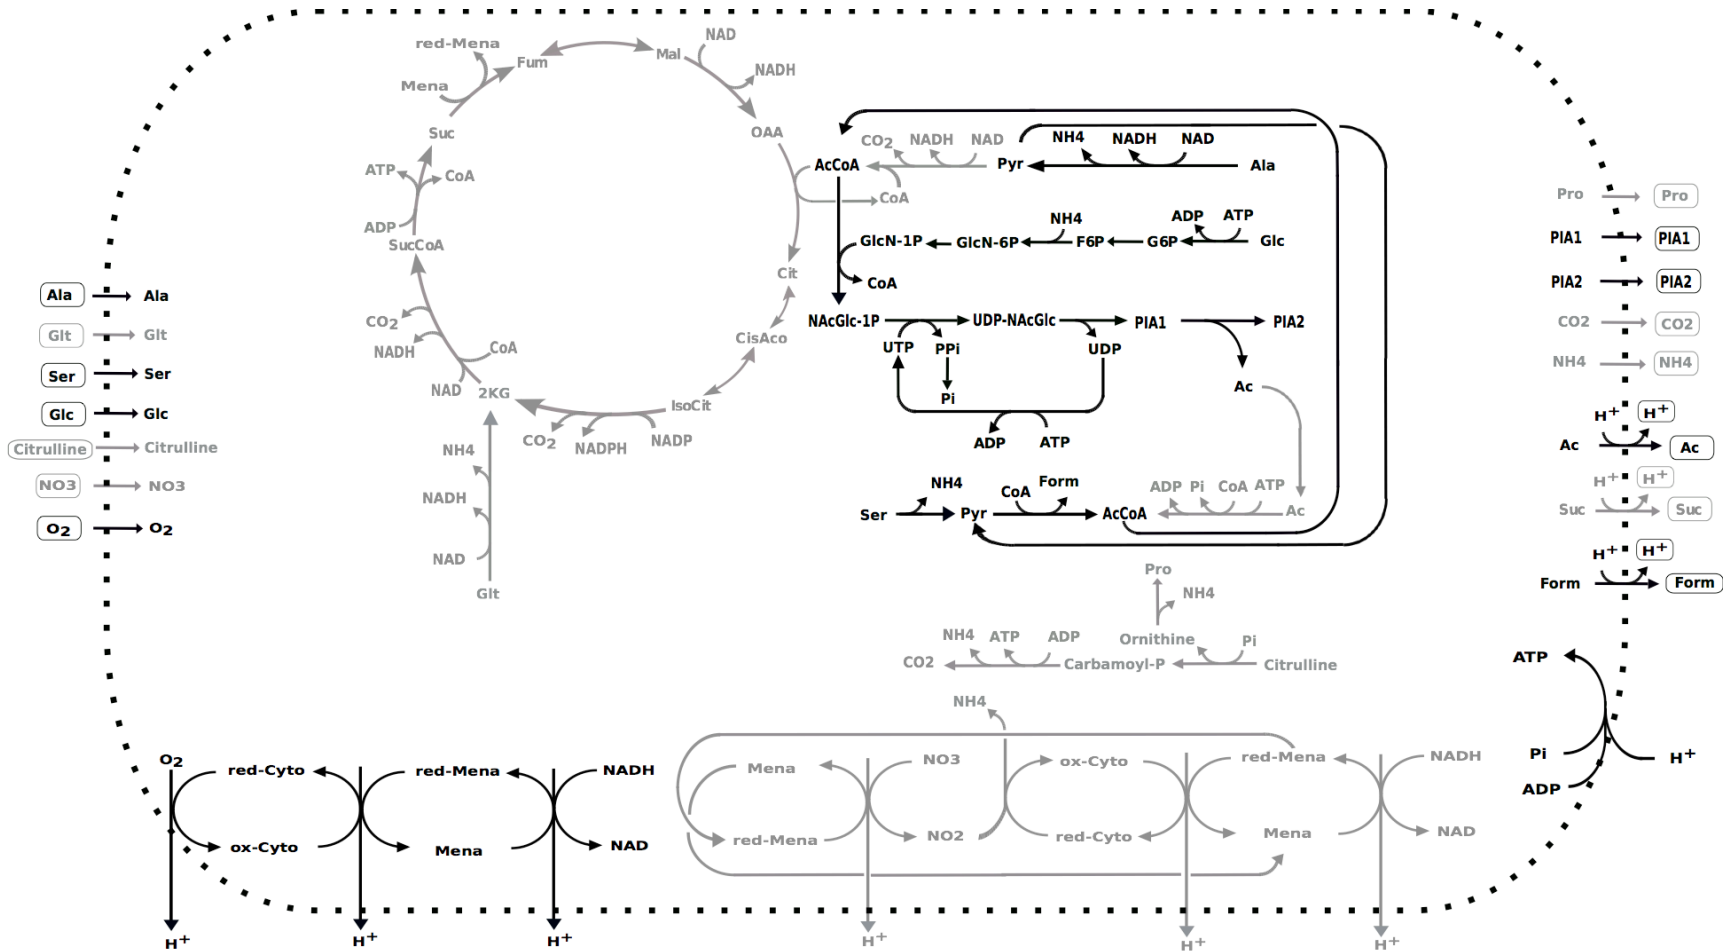 red-Mena
Mena
Fum
Mal
NAD
NADH
Suc
OAA
ATP
CoA
ADP
SucCoA
CO2
NADH
CoA
NAD
2KG
Cit
CisAco
IsoCit
CO2
NADPH
NADP
NH4
NADH
NAD
Glt
AcCoA
CO2
NADH
NAD
CoA
Pyr
NH4
NADH
NAD
Ala
GlcN-1P
GlcN-6P
NH4
F6P
G6P
ADP
ATP
Glc
CoA
NAcGlc-1P
UDP-NAcGlc
PIA1
PIA2
UTP
PPi
UDP
Pi
Ac
ADP
ATP
Ser
NH4
Pyr
CoA
Form
AcCoA
ADP
Pi
CoA
ATP
Ac
Pro
NH4
Ornithine
Pi
NH4
ATP
ADP
CO2
Carbamoyl-P
Citrulline
Ala
Ala
Glt
Glt
Ser
Ser
Glc
Glc
Citrulline
Citrulline
NO3
NO3
O2
O2
Pro
Pro
PIA1
PIA1
PIA2
PIA2
CO2
CO2
NH4
NH4
H+
H+
Ac
Ac
H+
H+
Suc
Suc
H+
H+
Form
Form
ATP
Pi
H+
ADP
O2
red-Cyto
red-Mena
NADH
ox-Cyto
Mena
NAD
H+
H+
H+
NH4
Mena
NO3
ox-Cyto
red-Mena
NADH
red-Mena
NO2
red-Cyto
Mena
NAD
H+
H+
H+